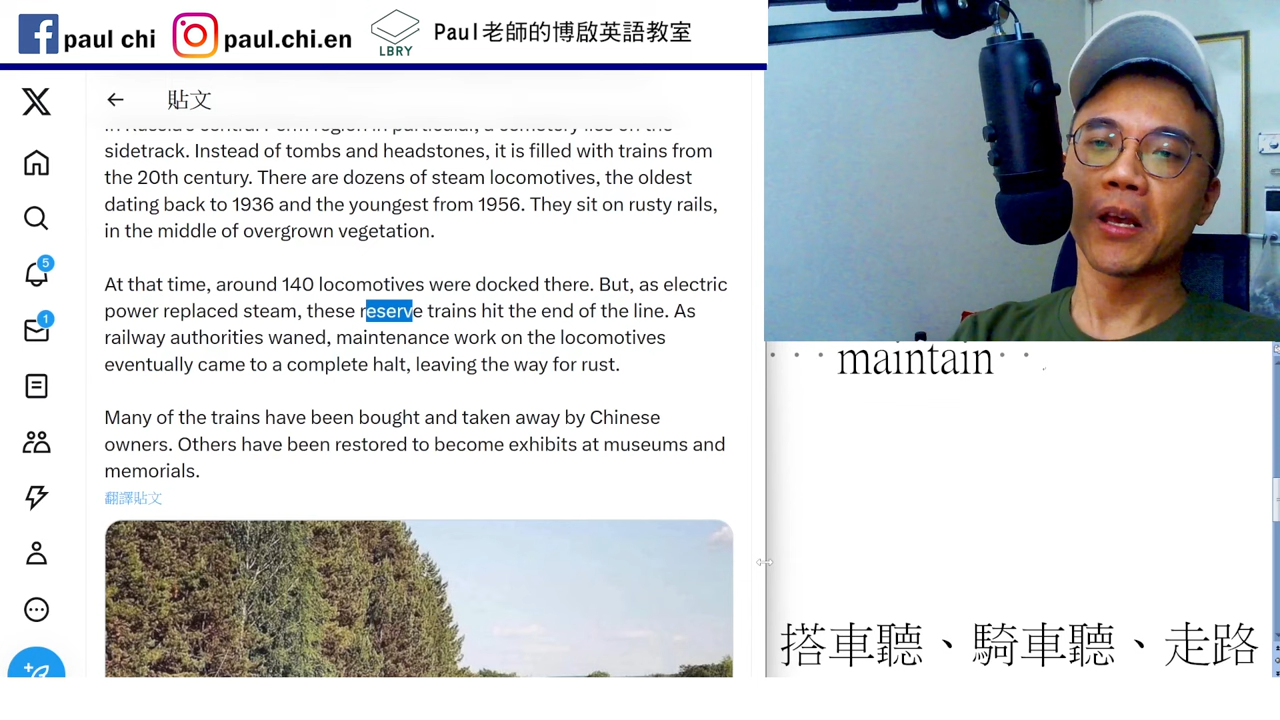 paul chi
paul.chi.en
LBRY
Paul老師的博啟英語教室
貼文
sidetrack. Instead of tombs and headstones, it is filled with trains from
the 20th century. There are dozens of steam locomotives, the oldest
dating back to 1936 and the youngest from 1956. They sit on rusty rails,
in the middle of overgrown vegetation.
At that time, around 140 locomotives were docked there. But, as electric
power replaced steam, these reserve trains hit the end of the line. As
railway authorities waned, maintenance work on the locomotives
eventually came to a complete halt, leaving the way for rust.
Many of the trains have been bought and taken away by Chinese
owners. Others have been restored to become exhibits at museums and
memorials.
翻譯貼文
5
1
maintain
搭車聽、騎車聽、走路